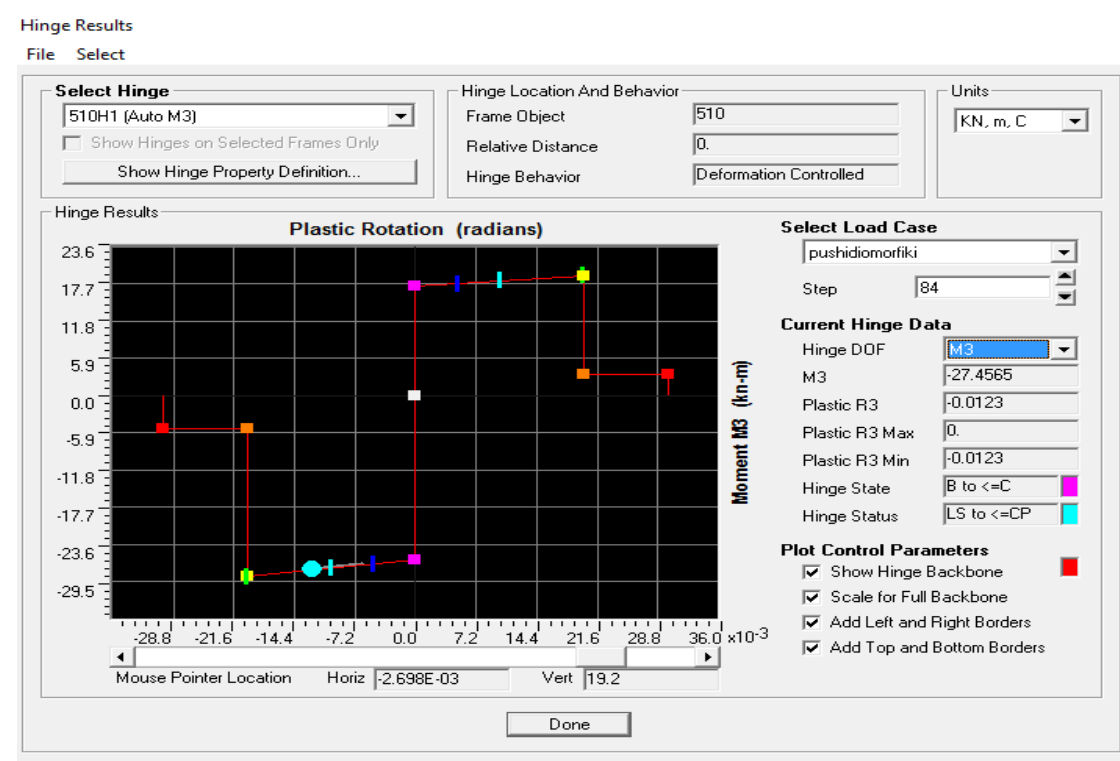 Hinge Results
File Select
Select Hinge
510H1 (Auto M3)
Show Hinges on Selected Frames Only
Show Hinge Property Definition...
Hinge Location And Behavior
Frame Object 510
Relative Distance 0.
Hinge Behavior Deformation Controlled
Units
KN, m, C
Hinge Results
Plastic Rotation (radians)
23.6
17.7
11.8
5.9
0.0
-5.9
-11.8
-17.7
-23.6
-29.5
-28.8 -21.6 -14.4 -7.2 0.0 7.2 14.4 21.6 28.8 36.0 x10-3
Moment M3 (kn-m)
Mouse Pointer Location Horiz -2.698E-03 Vert 19.2
Select Load Case
pushidiomorfiki
Step 84
Current Hinge Data
Hinge DOF M3
M3 -27.4565
Plastic R3 -0.0123
Plastic R3 Max 0.
Plastic R3 Min -0.0123
Hinge State B to <=C
Hinge Status LS to <=CP
Plot Control Parameters
Show Hinge Backbone
Scale for Full Backbone
Add Left and Right Borders
Add Top and Bottom Borders
Done